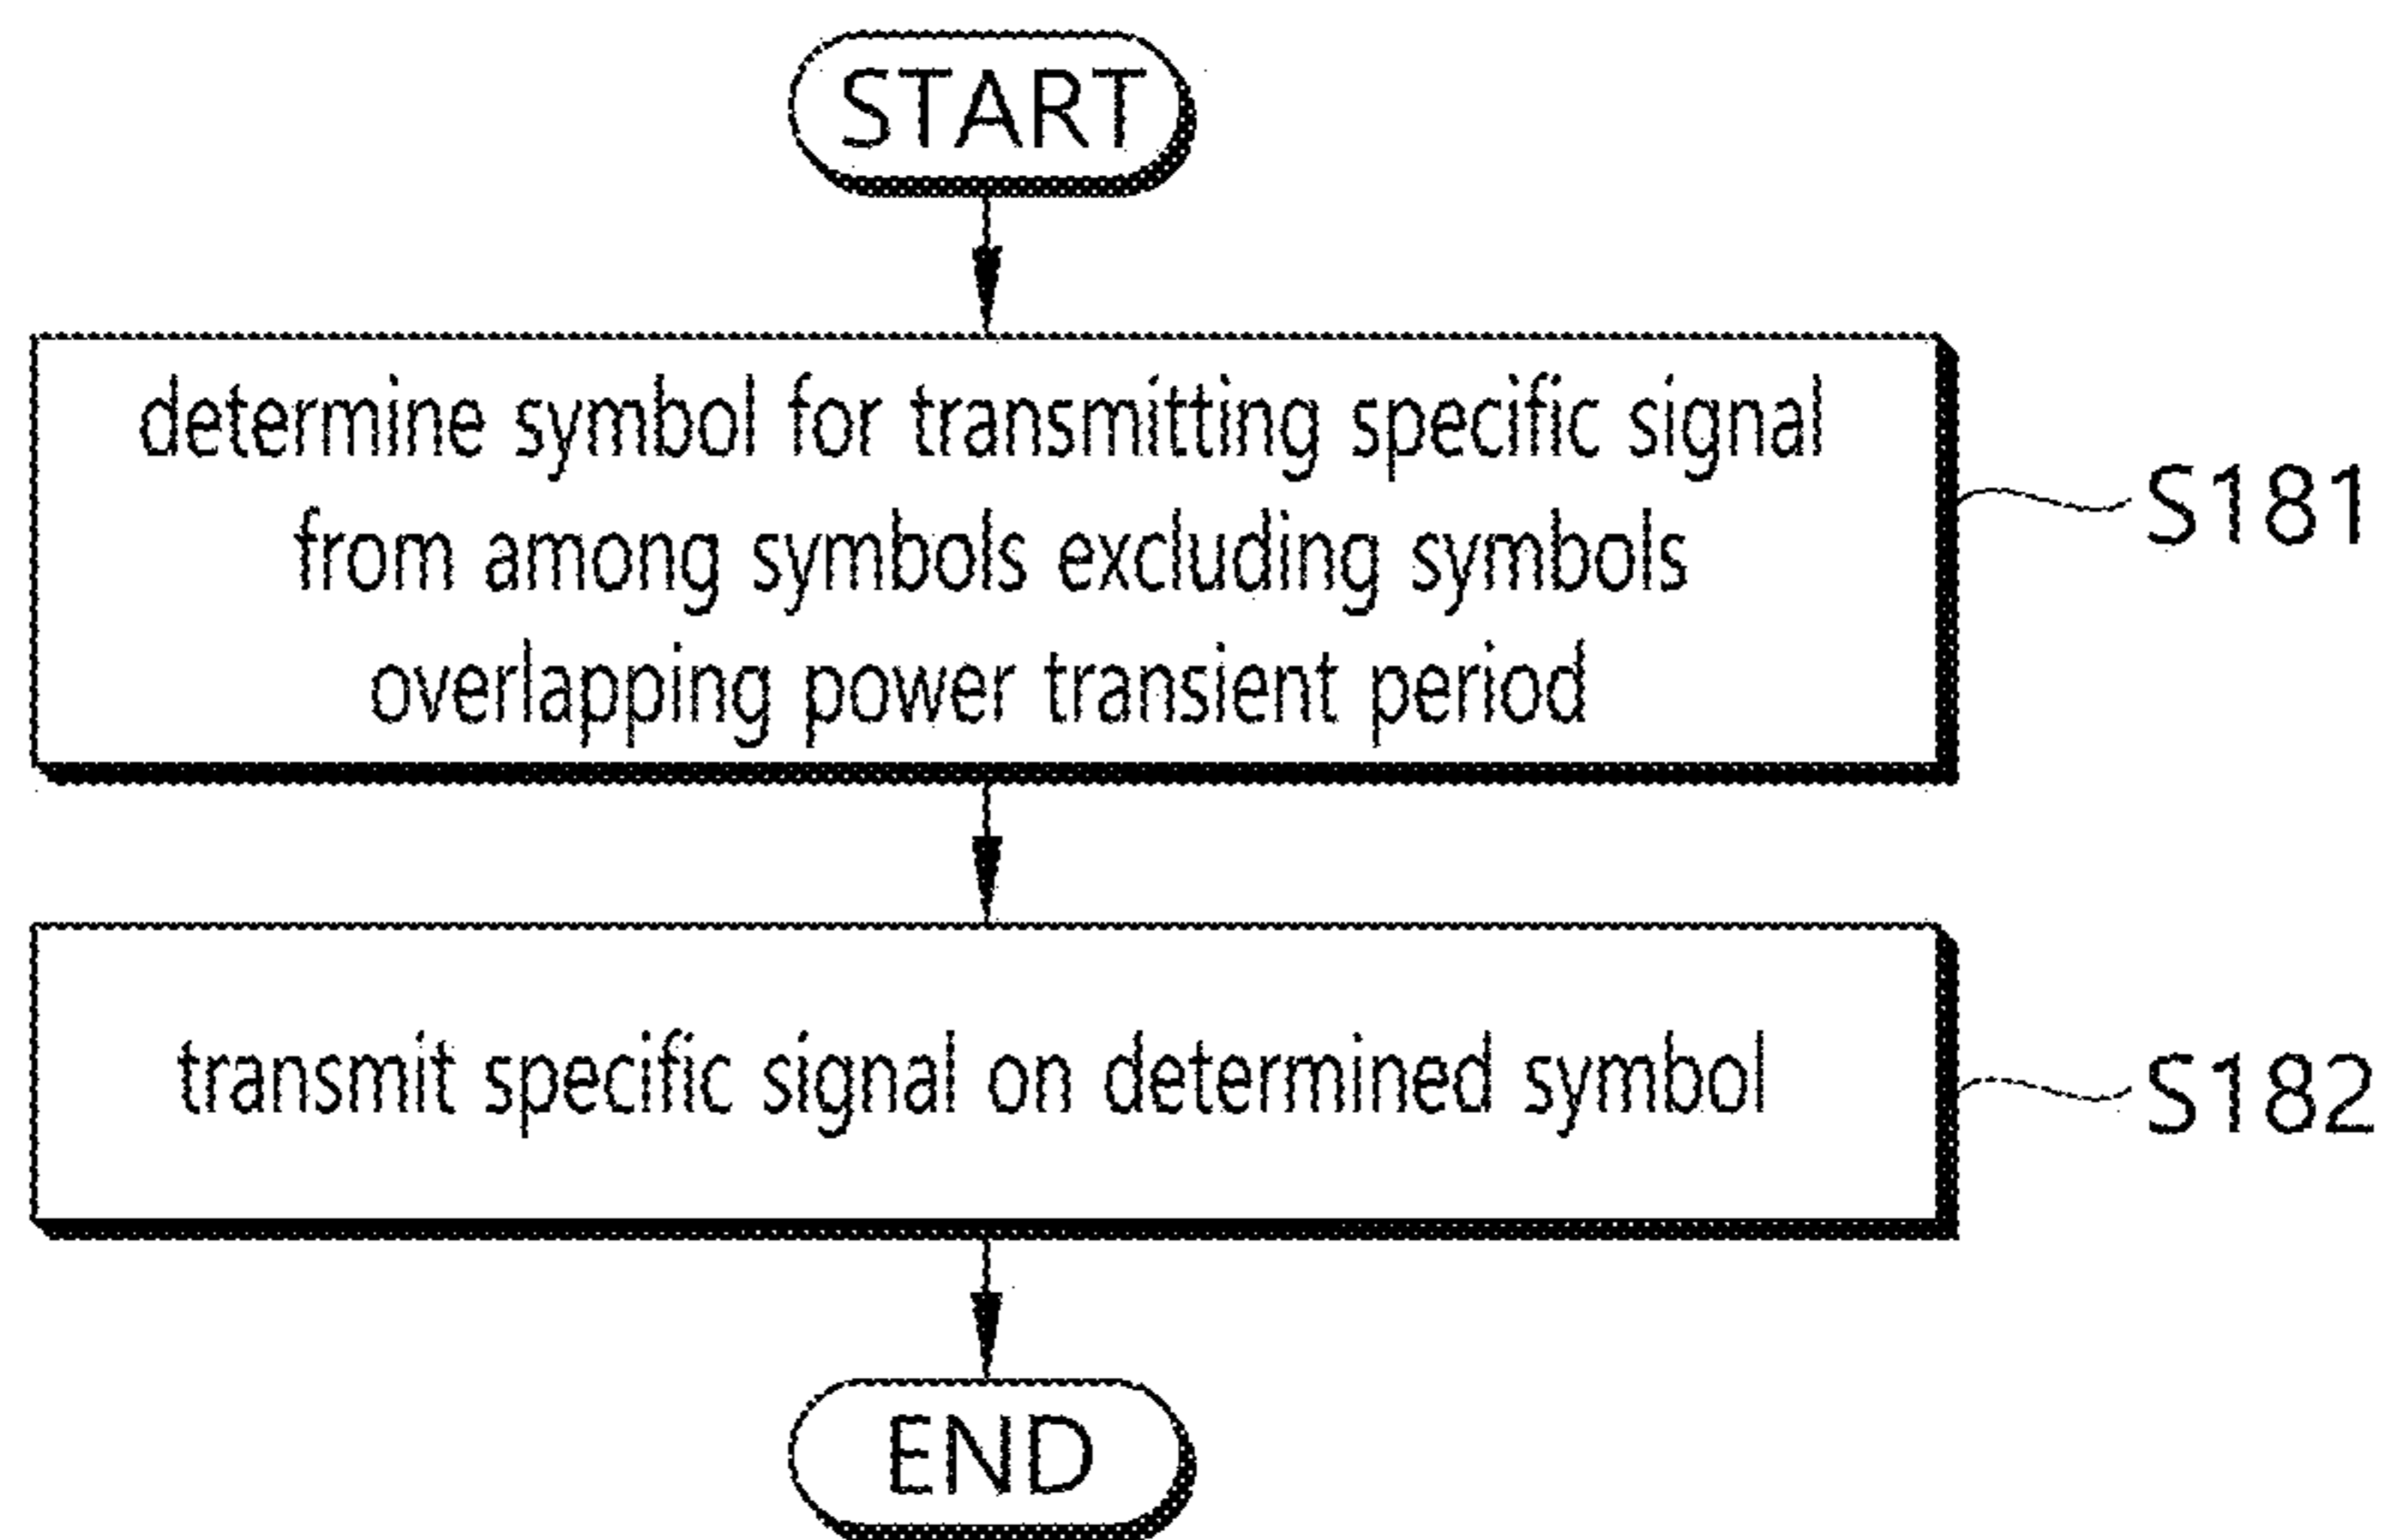 START
determine symbol for transmitting specific signal
from among symbols excluding symbols
overlapping power transient period
S181
transmit specific signal on determined symbol
S182
END